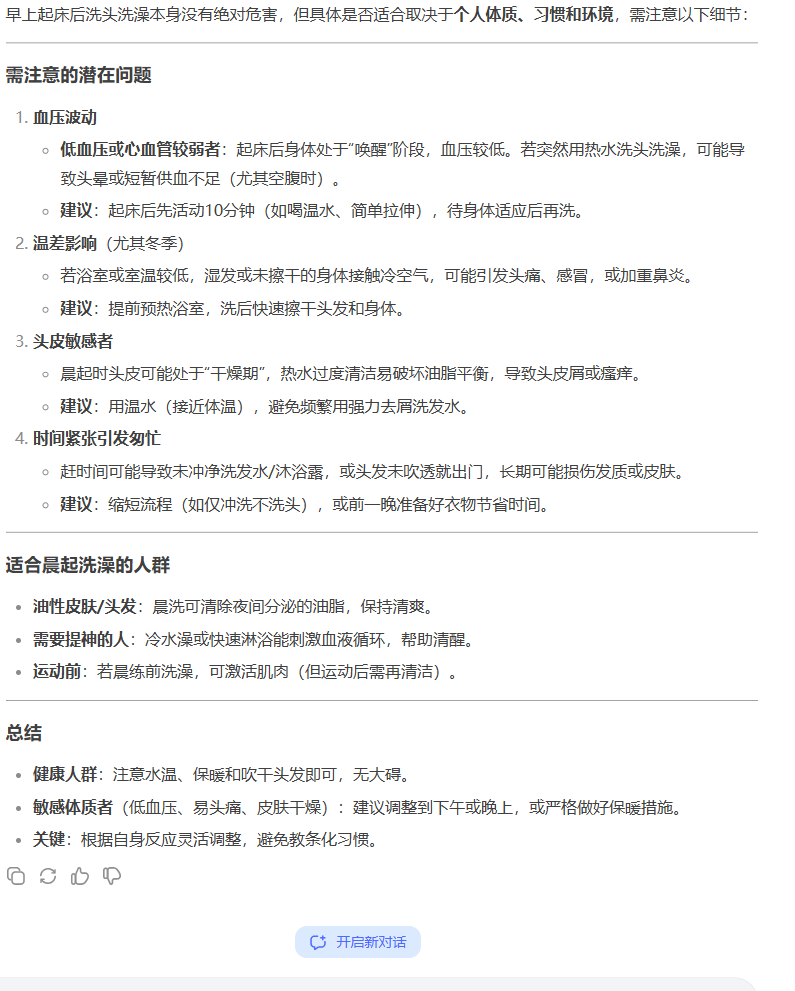 早上起床后洗头洗澡本身没有绝对危害，但具体是否适合取决于个人体质、习惯和环境，需注意以下细节：
需注意的潜在问题
1. 血压波动
低血压或心血管较弱者：起床后身体处于“唤醒”阶段，血压较低。若突然用热水洗头洗澡，可能导
致头晕或短暂供血不足（尤其空腹时）。
建议：起床后先活动10分钟（如喝温水、简单拉伸），待身体适应后再洗。
2. 温差影响（尤其冬季）
若浴室或室温较低，湿发或未擦干的身体接触冷空气，可能引发头痛、感冒，或加重鼻炎。
建议：提前预热浴室，洗后快速擦干头发和身体。
3. 头皮敏感者
晨起时头皮可能处于“干燥期”，热水过度清洁易破坏油脂平衡，导致头皮屑或瘙痒。
建议：用温水（接近体温），避免频繁用强力去屑洗发水。
4. 时间紧张引发匆忙
赶时间可能导致未冲净洗发水/沐浴露，或头发未吹透就出门，长期可能损伤发质或皮肤。
建议：缩短流程（如仅冲洗不洗头），或前一晚准备好衣物节省时间。
适合晨起洗澡的人群
油性皮肤/头发：晨洗可清除夜间分泌的油脂，保持清爽。
需要提神的人：冷水澡或快速淋浴能刺激血液循环，帮助清醒。
运动前：若晨练前洗澡，可激活肌肉（但运动后需再清洁）。
总结
健康人群：注意水温、保暖和吹干头发即可，无大碍。
敏感体质者（低血压、易头痛、皮肤干燥）：建议调整到下午或晚上，或严格做好保暖措施。
关键：根据自身反应灵活调整，避免教条化习惯。
开启新对话